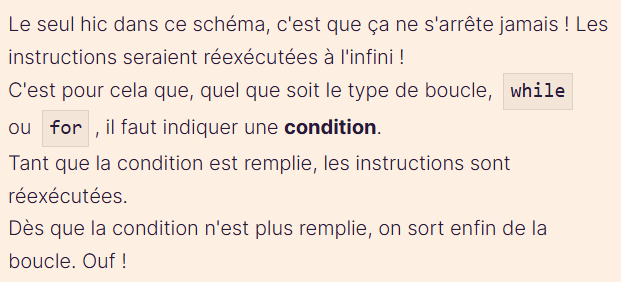 Le seul hic dans ce schéma, c'est que ça ne s'arrête jamais ! Les
instructions seraient réexécutées à l'infini !
C'est pour cela que, quel que soit le type de boucle, while
ou for , il faut indiquer une condition.
Tant que la condition est remplie, les instructions sont
réexécutées.
Dès que la condition n'est plus remplie, on sort enfin de la
boucle. Ouf !